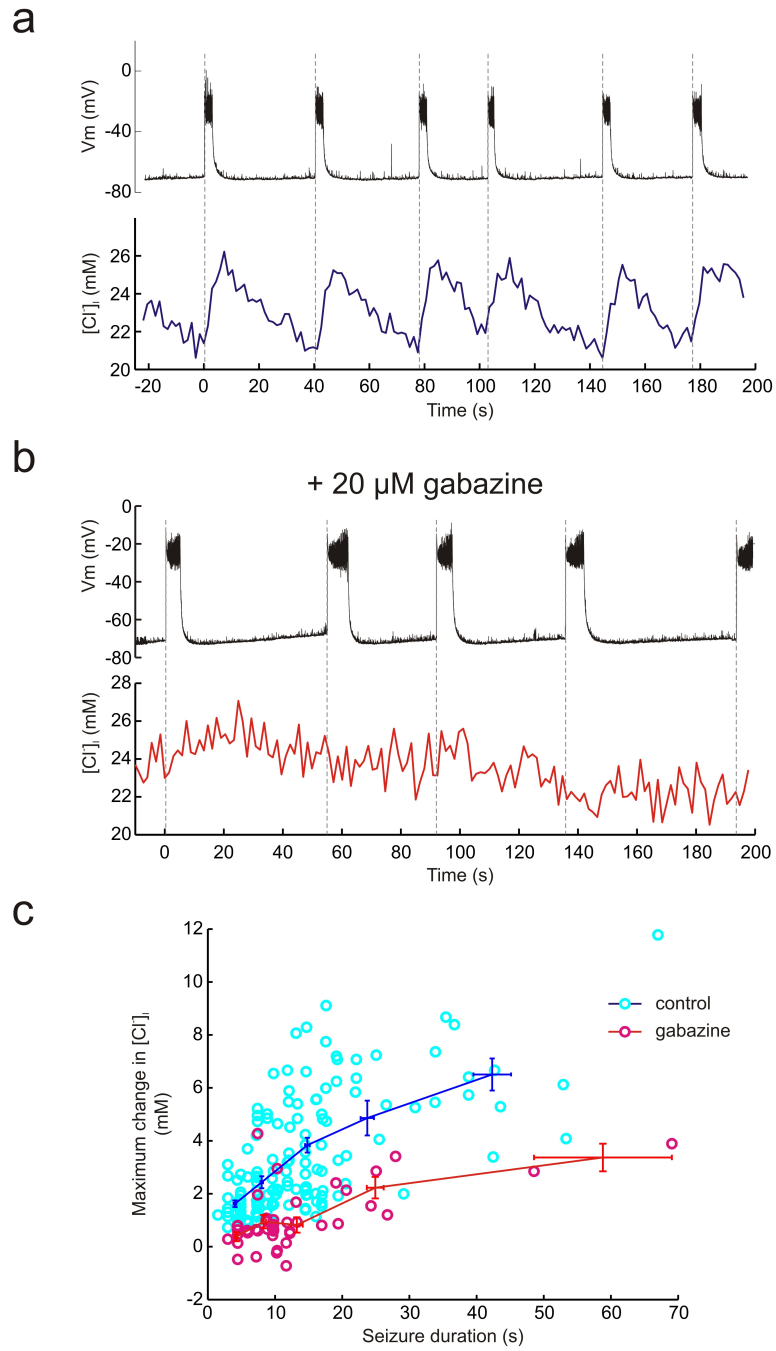 a
0
-40
-80
Vm (mV)
26
24
22
20
[Cl⁻]ᵢ (mM)
-20 0 20 40 60 80 100 120 140 160 180 200
Time (s)
b
+ 20 µM gabazine
0
-20
-40
-60
-80
Vm (mV)
28
26
24
22
20
[Cl⁻]ᵢ (mM)
0 20 40 60 80 100 120 140 160 180 200
Time (s)
c
12
10
8
6
4
2
0
-2
Maximum change in [Cl⁻]ᵢ
(mM)
control
gabazine
0 10 20 30 40 50 60 70
Seizure duration (s)